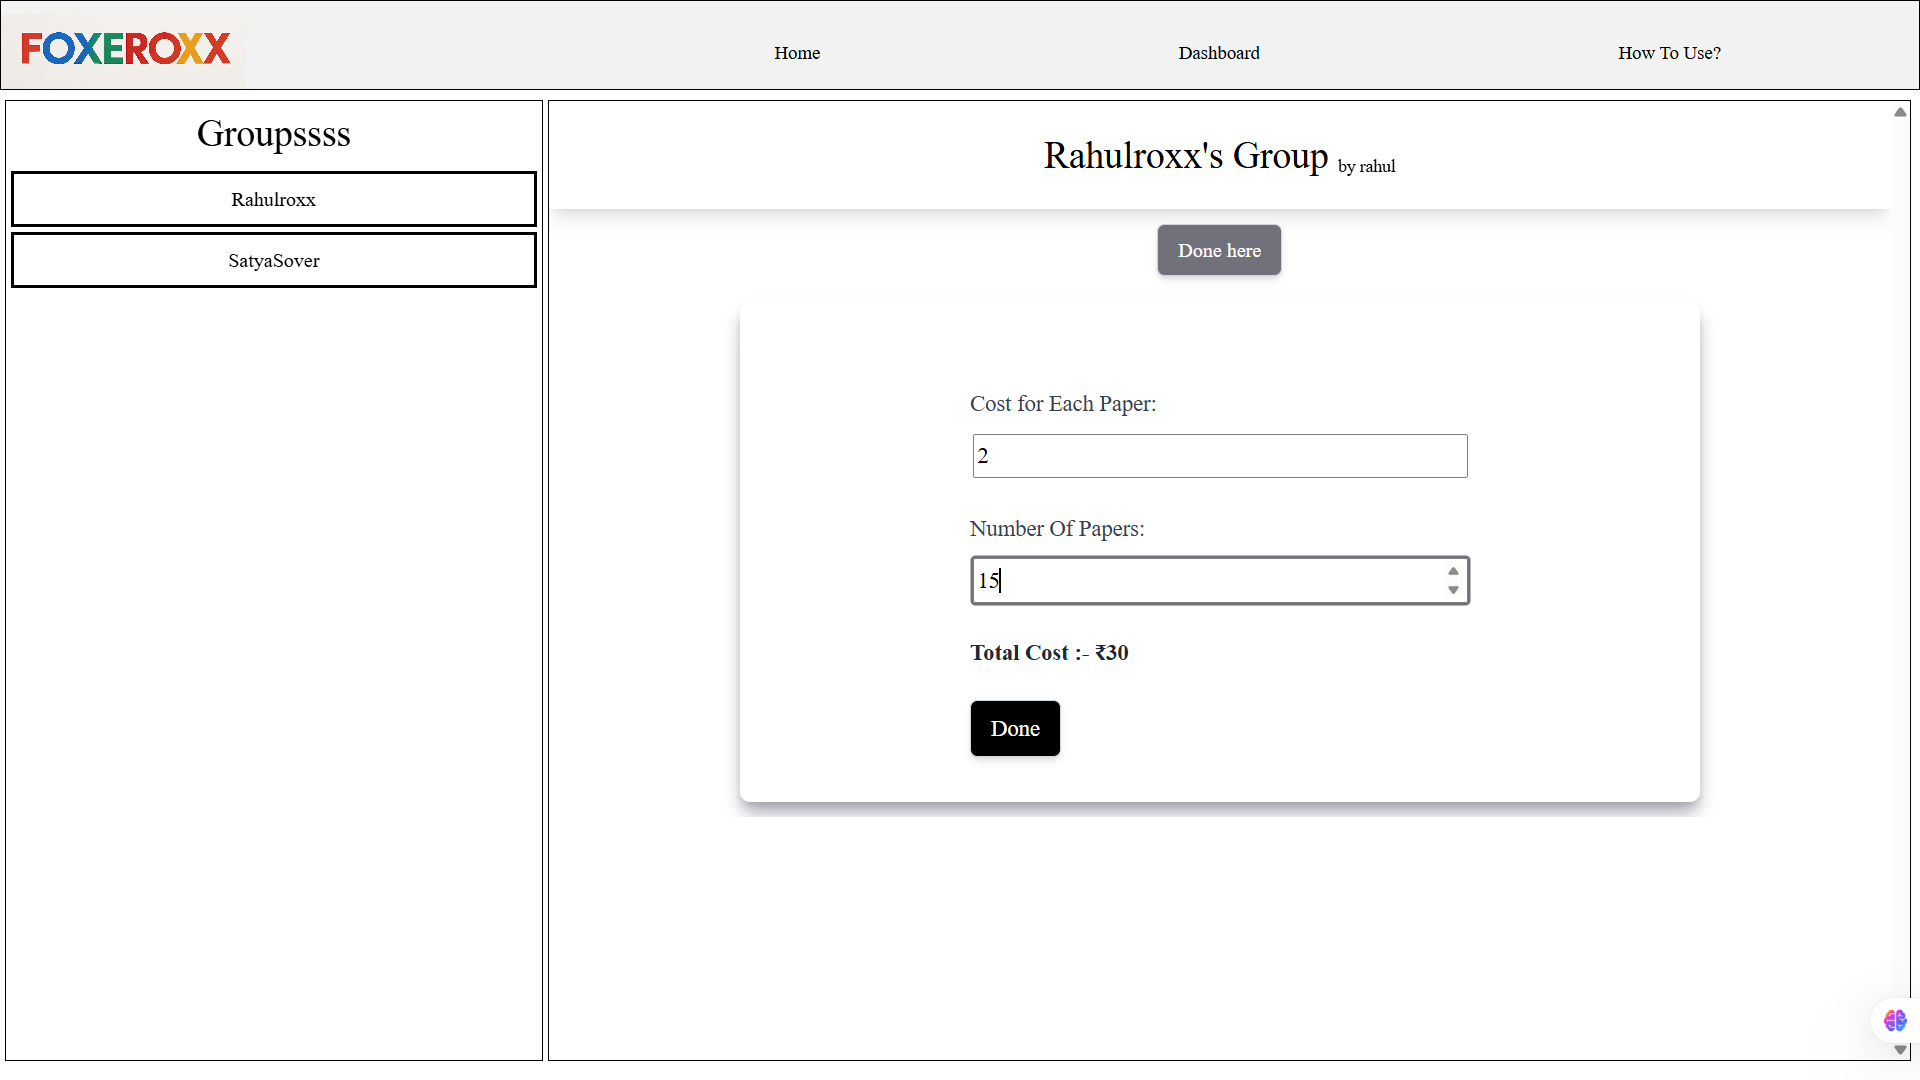 FOXEROXX
Home
Dashboard
How To Use?
Groupssss
Rahulroxx
SatyaSover
Rahulroxx's Group by rahul
Done here
Cost for Each Paper:
2
Number Of Papers:
15
Total Cost :- ₹30
Done